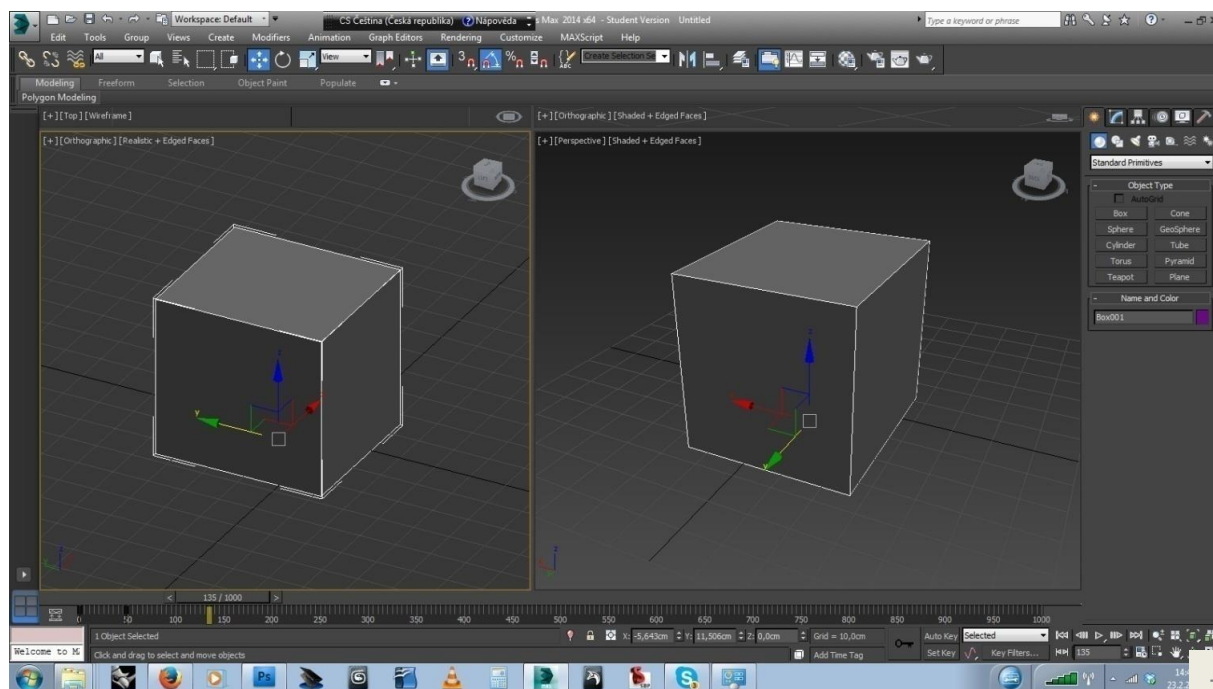 Workspace: Default
CS Čeština (Česká republika) Nápověda
s Max 2014 x64 - Student Version Untitled
Type a keyword or phrase
Edit Tools Group Views Create Modifiers Animation Graph Editors Rendering Customize MAXScript Help
All View Create Selection Se
Modeling Freeform Selection Object Paint Populate
Polygon Modeling
[+][Top][Wireframe]
[+][Orthographic][Shaded + Edged Faces]
[+][Orthographic][Realistic + Edged Faces]
[+][Perspective][Shaded + Edged Faces]
Standard Primitives
- Object Type
AutoGrid
Box Cone
Sphere GeoSphere
Cylinder Tube
Torus Pyramid
Teapot Plane
- Name and Color
Box001
z
y
z
y
< 135 / 1000 >
0 50 100 150 200 250 300 350 400 450 500 550 600 650 700 750 800 850 900 950 1000
1 Object Selected
X: -5,643cm Y: 11,506cm Z: 0,0cm Grid = 10,0cm
Auto Key Selected
Welcome to M
Click and drag to select and move objects
Add Time Tag
Set Key Key Filters...
135
Ps